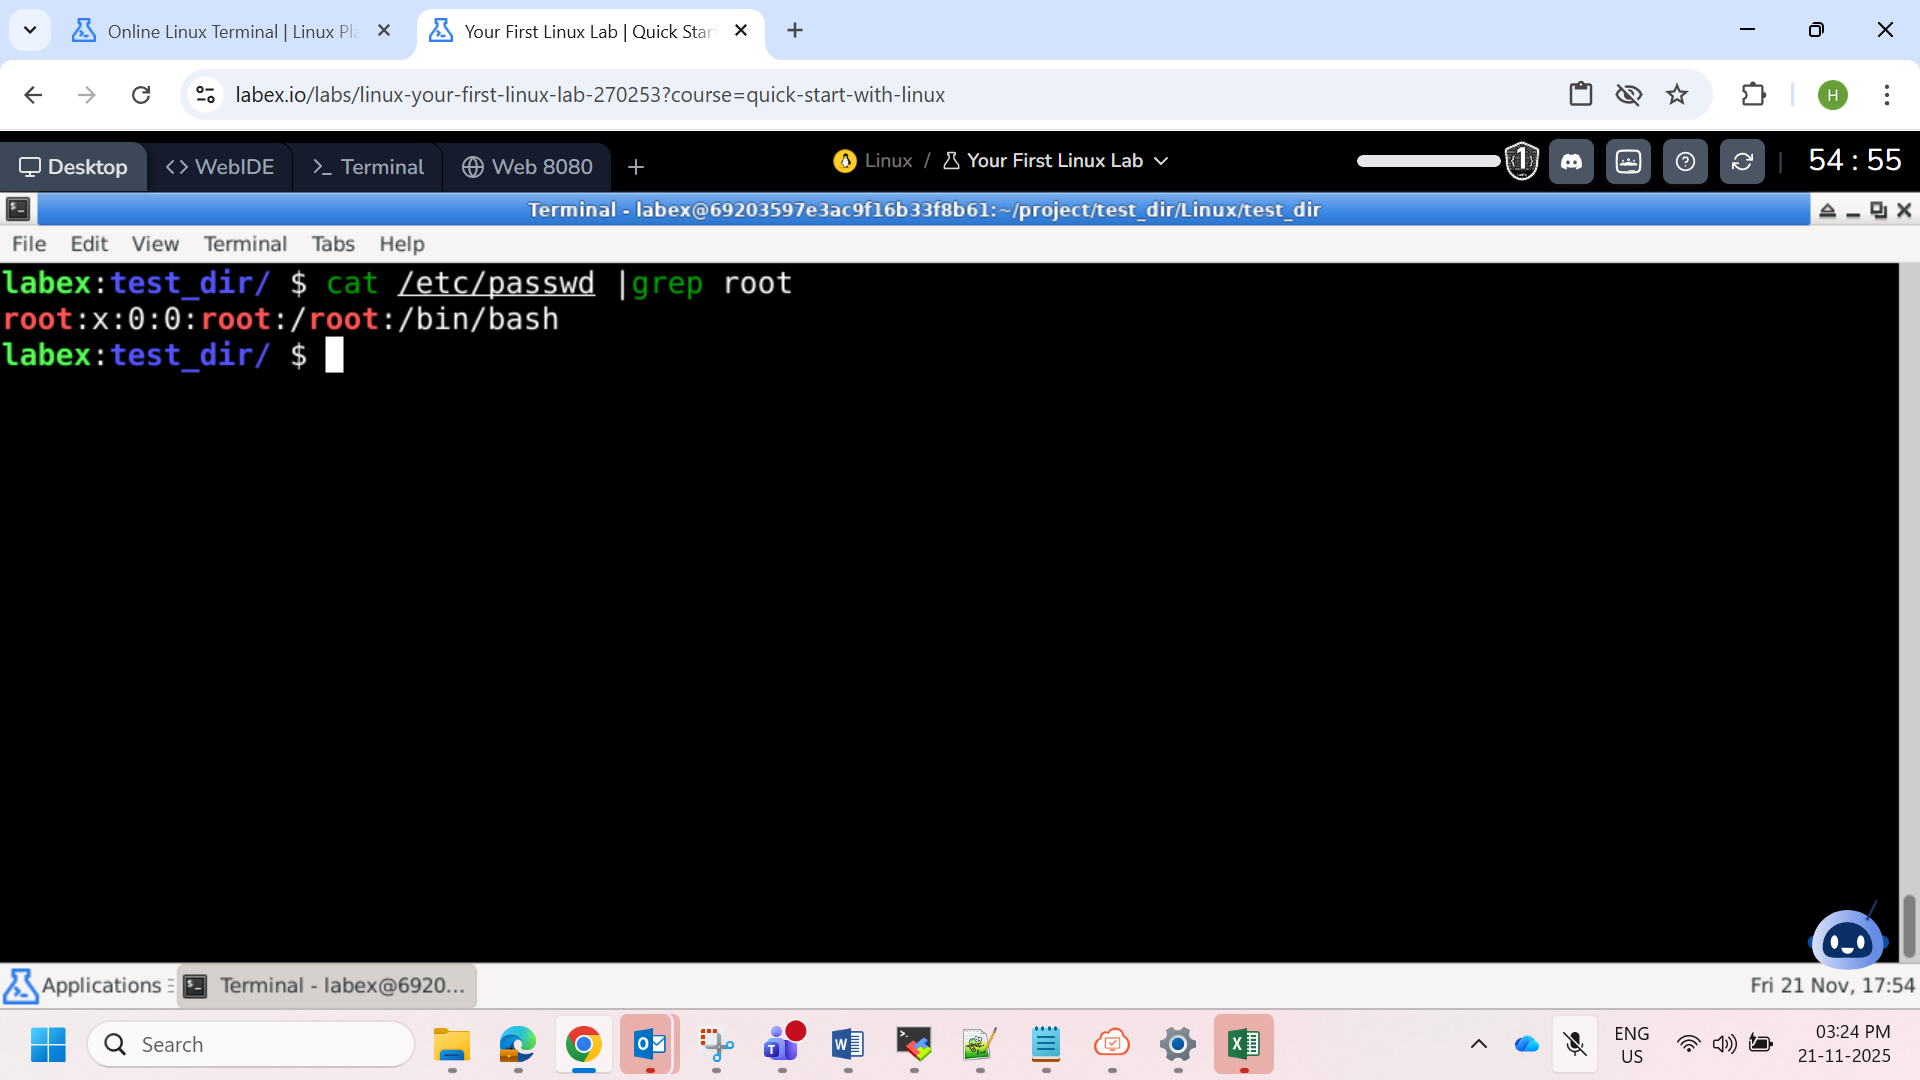 Online Linux Terminal | Linux Pla
Your First Linux Lab | Quick Star
labex.io/labs/linux-your-first-linux-lab-270253?course=quick-start-with-linux
H
Desktop
WebIDE
Terminal
Web 8080
Linux / Your First Linux Lab
1
54 : 55
Terminal - labex@69203597e3ac9f16b33f8b61:~/project/test_dir/Linux/test_dir
File Edit View Terminal Tabs Help
labex:test_dir/ $ cat /etc/passwd |grep root
root:x:0:0:root:/root:/bin/bash
labex:test_dir/ $
Applications
Terminal - labex@6920...
Fri 21 Nov, 17:54
Search
ENG
US
03:24 PM
21-11-2025